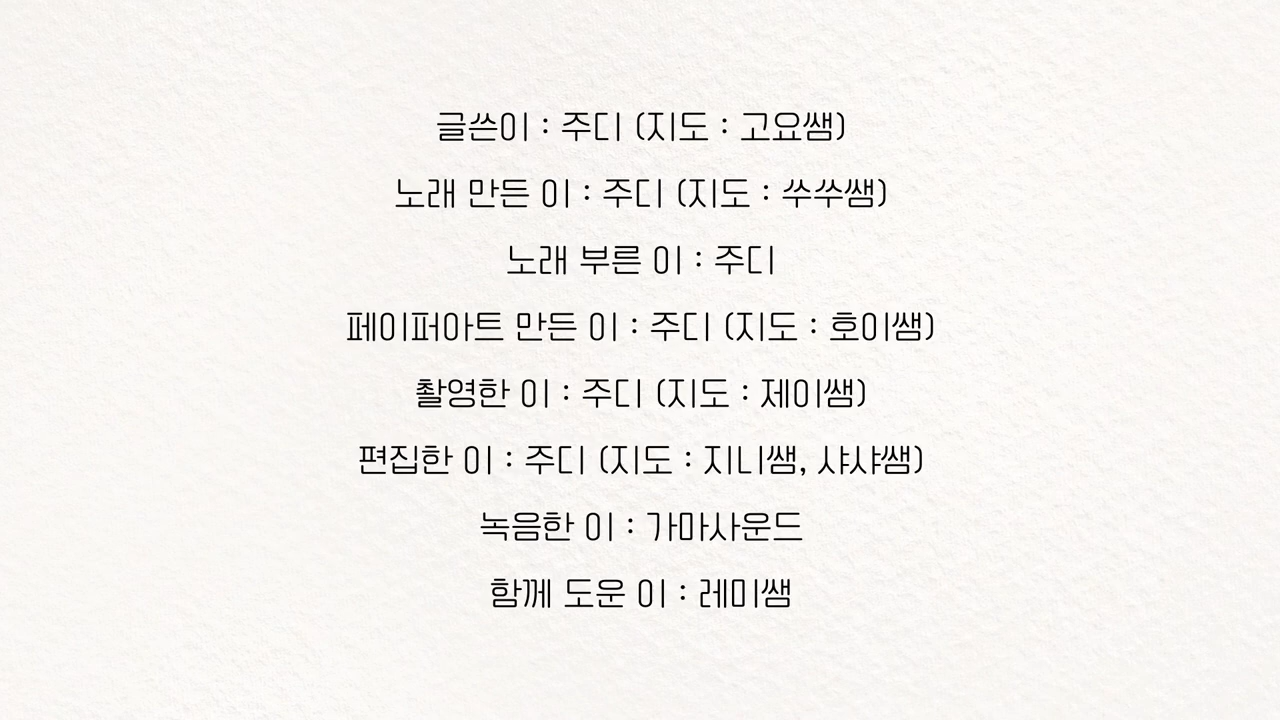 글쓴이 : 주디 (지도 : 고요쌤)
노래 만든 이 : 주디 (지도 : 쑤쑤쌤)
노래 부른 이 : 주디
페이퍼아트 만든 이 : 주디 (지도 : 호이쌤)
촬영한 이 : 주디 (지도 : 제이쌤)
편집한 이 : 주디 (지도 : 지니쌤, 샤샤쌤)
녹음한 이 : 가마사운드
함께 도운 이 : 레미쌤